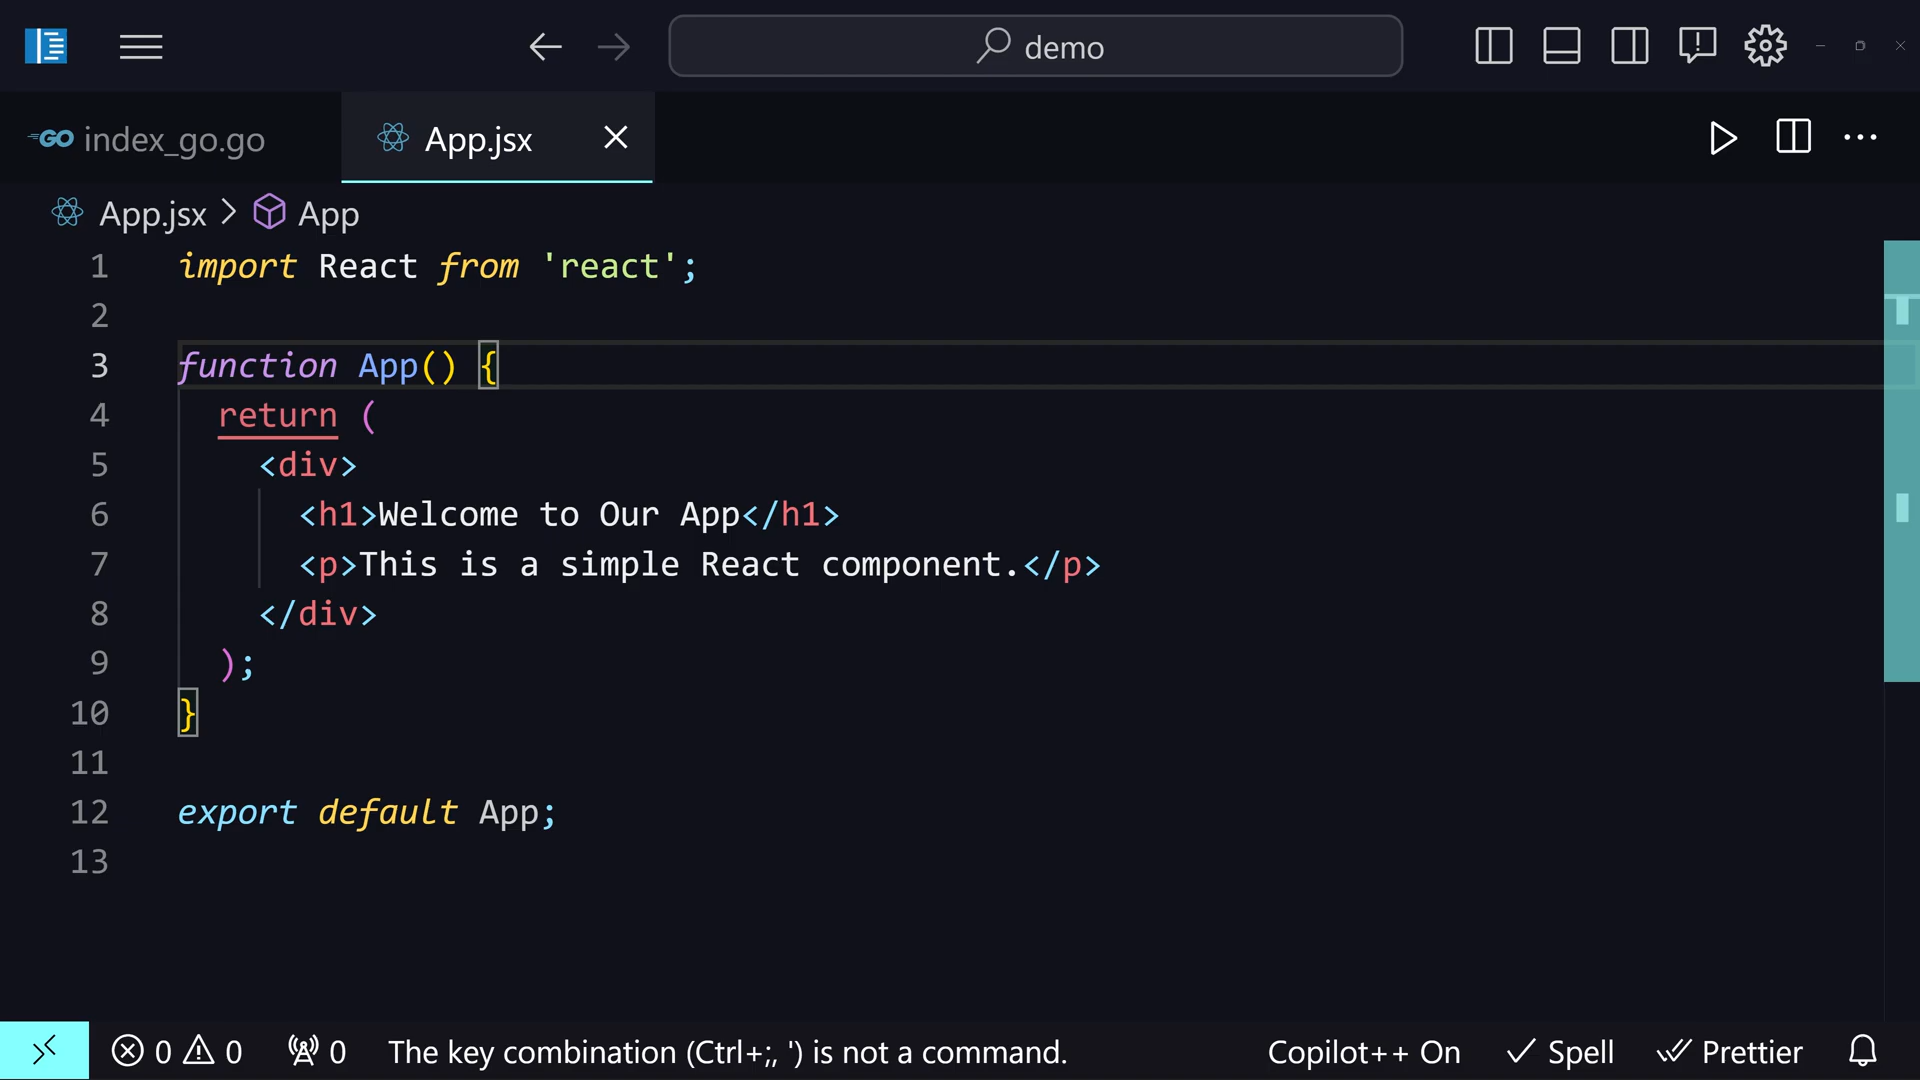 demo
GO index_go.go
App.jsx
App.jsx > App
1 import React from 'react';
2
3 function App() {
4 return (
5 <div>
6 <h1>Welcome to Our App</h1>
7 <p>This is a simple React component.</p>
8 </div>
9 );
10 }
11
12 export default App;
13
0 0 0 The key combination (Ctrl+;, ') is not a command. Copilot++ On Spell Prettier